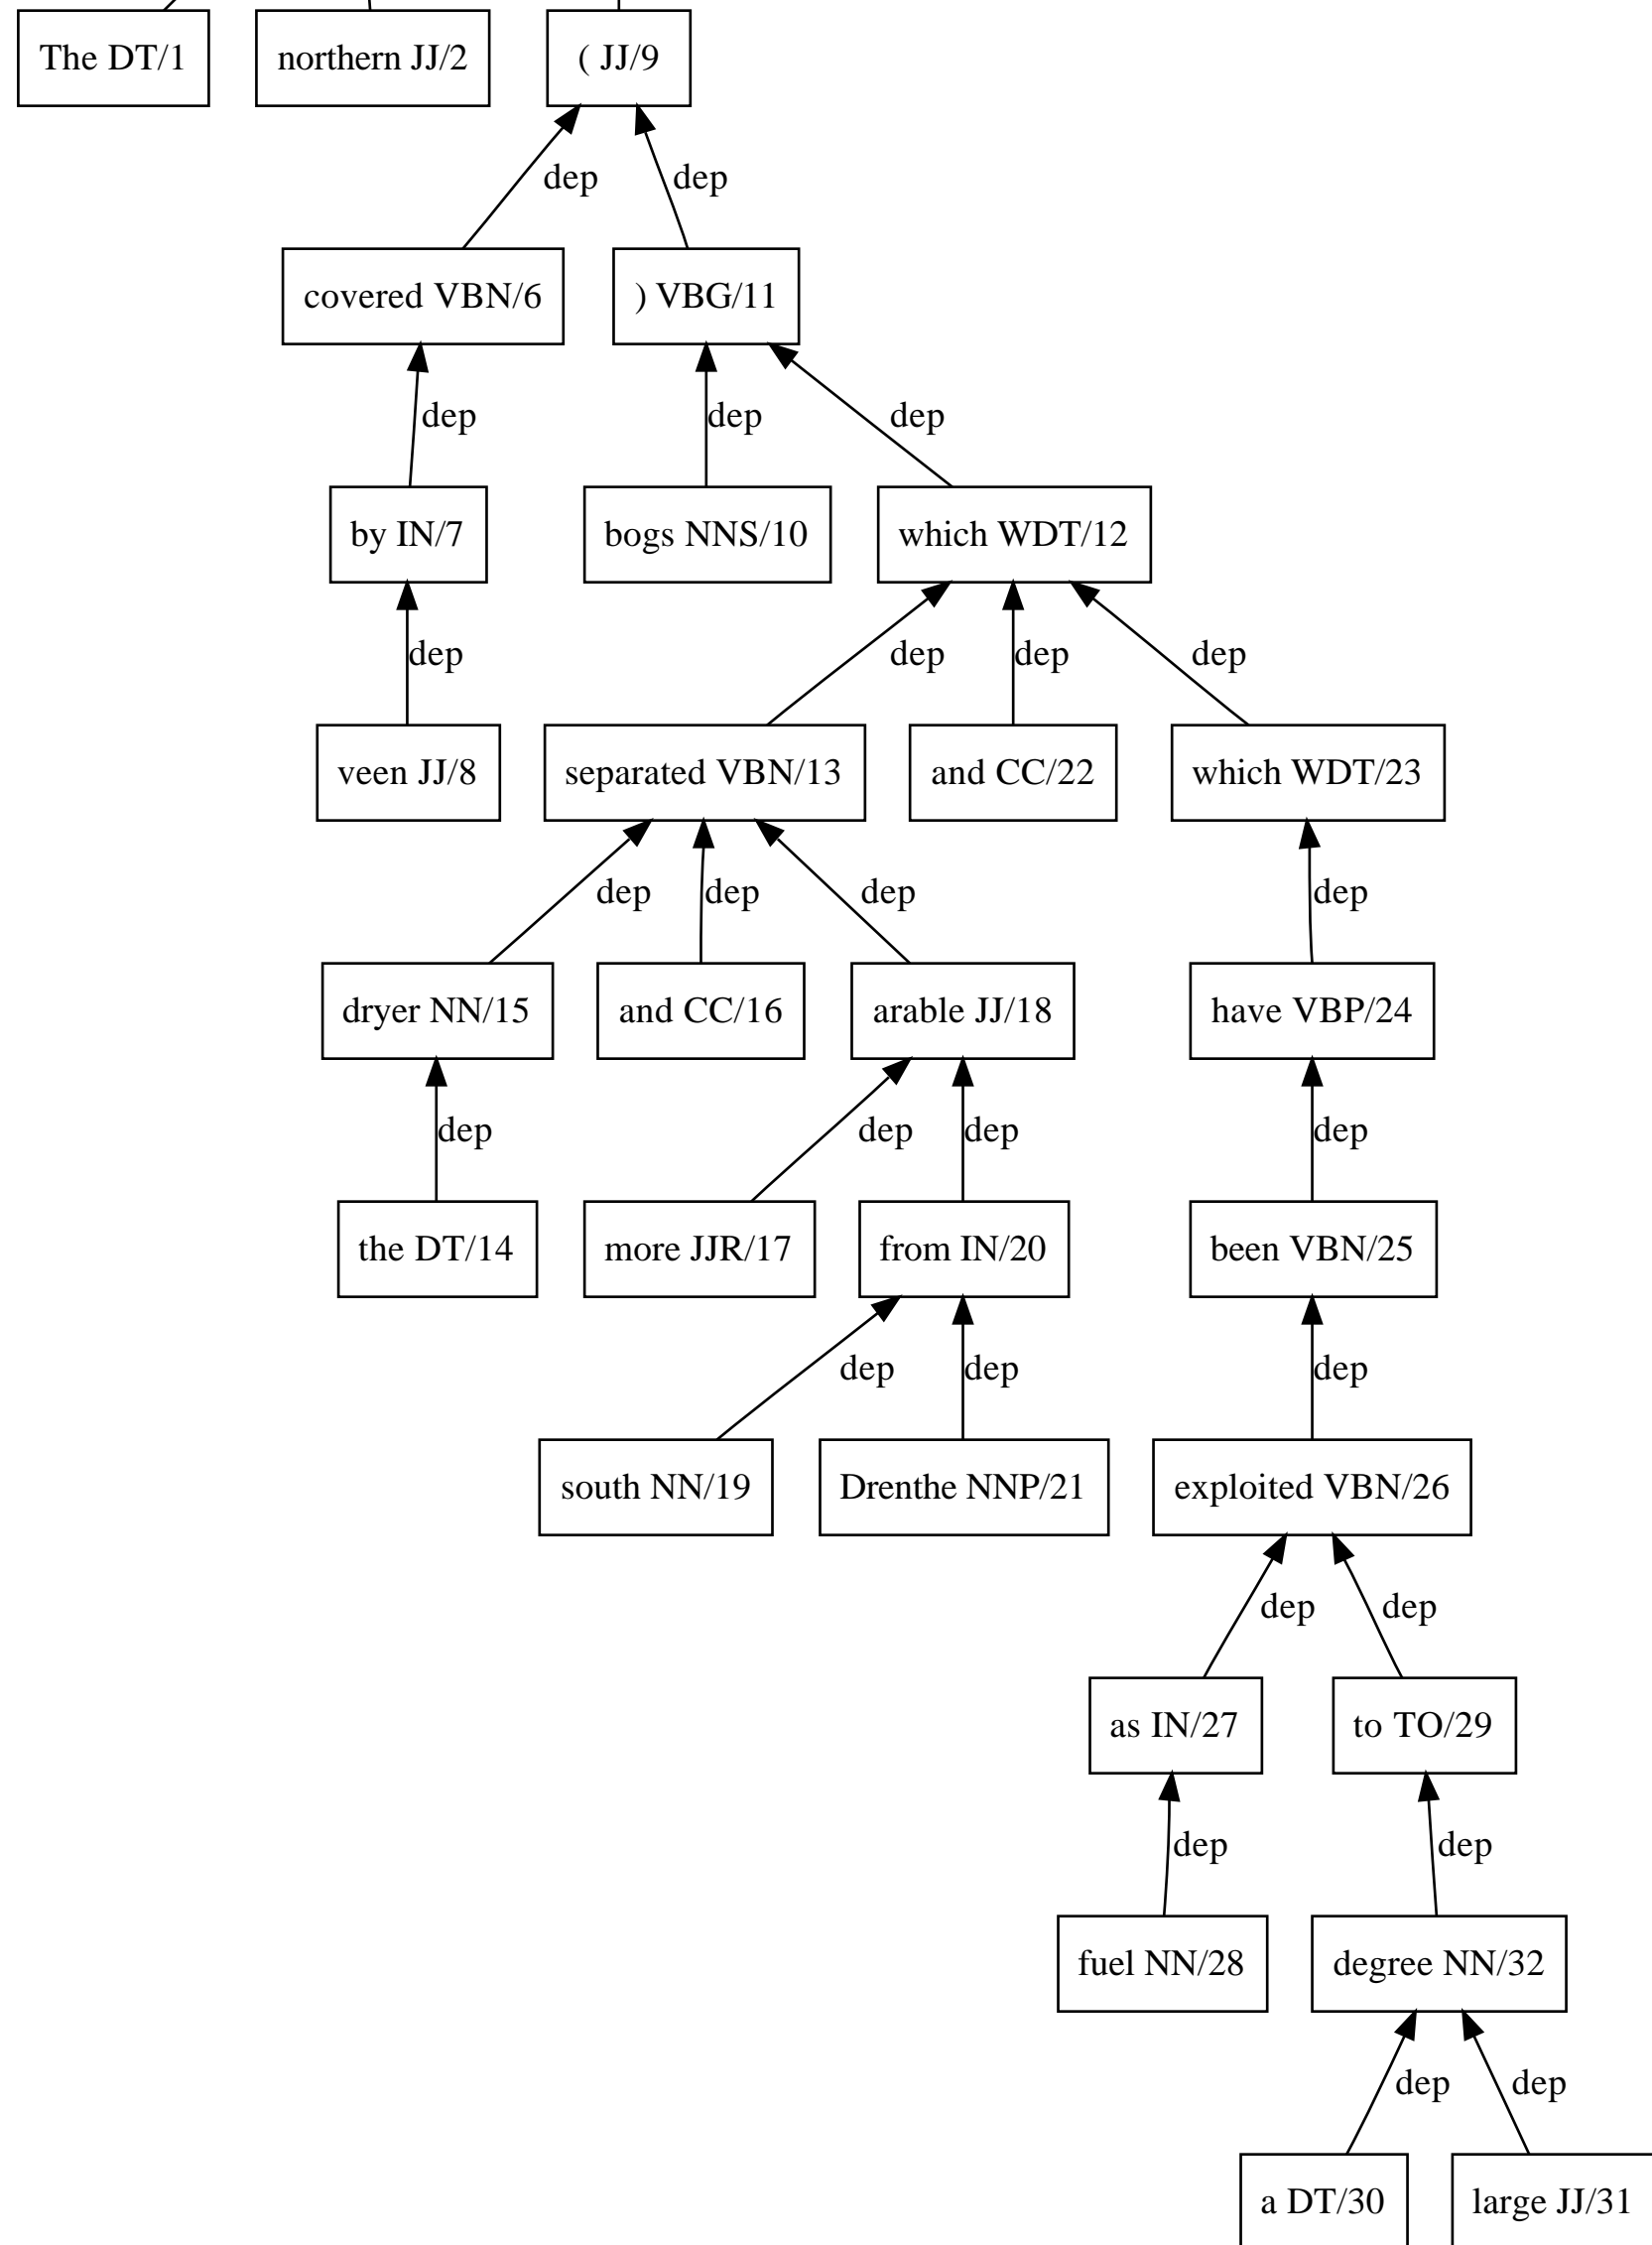 The DT/1 northern JJ/2 ( JJ/9
dep dep
covered VBN/6 ) VBG/11
dep dep dep
by IN/7 bogs NNS/10 which WDT/12
dep dep dep dep
veen JJ/8 separated VBN/13 and CC/22 which WDT/23
dep dep dep dep
dryer NN/15 and CC/16 arable JJ/18 have VBP/24
dep dep dep dep
the DT/14 more JJR/17 from IN/20 been VBN/25
dep dep dep
south NN/19 Drenthe NNP/21 exploited VBN/26
dep dep
as IN/27 to TO/29
dep dep
fuel NN/28 degree NN/32
dep dep
a DT/30 large JJ/31